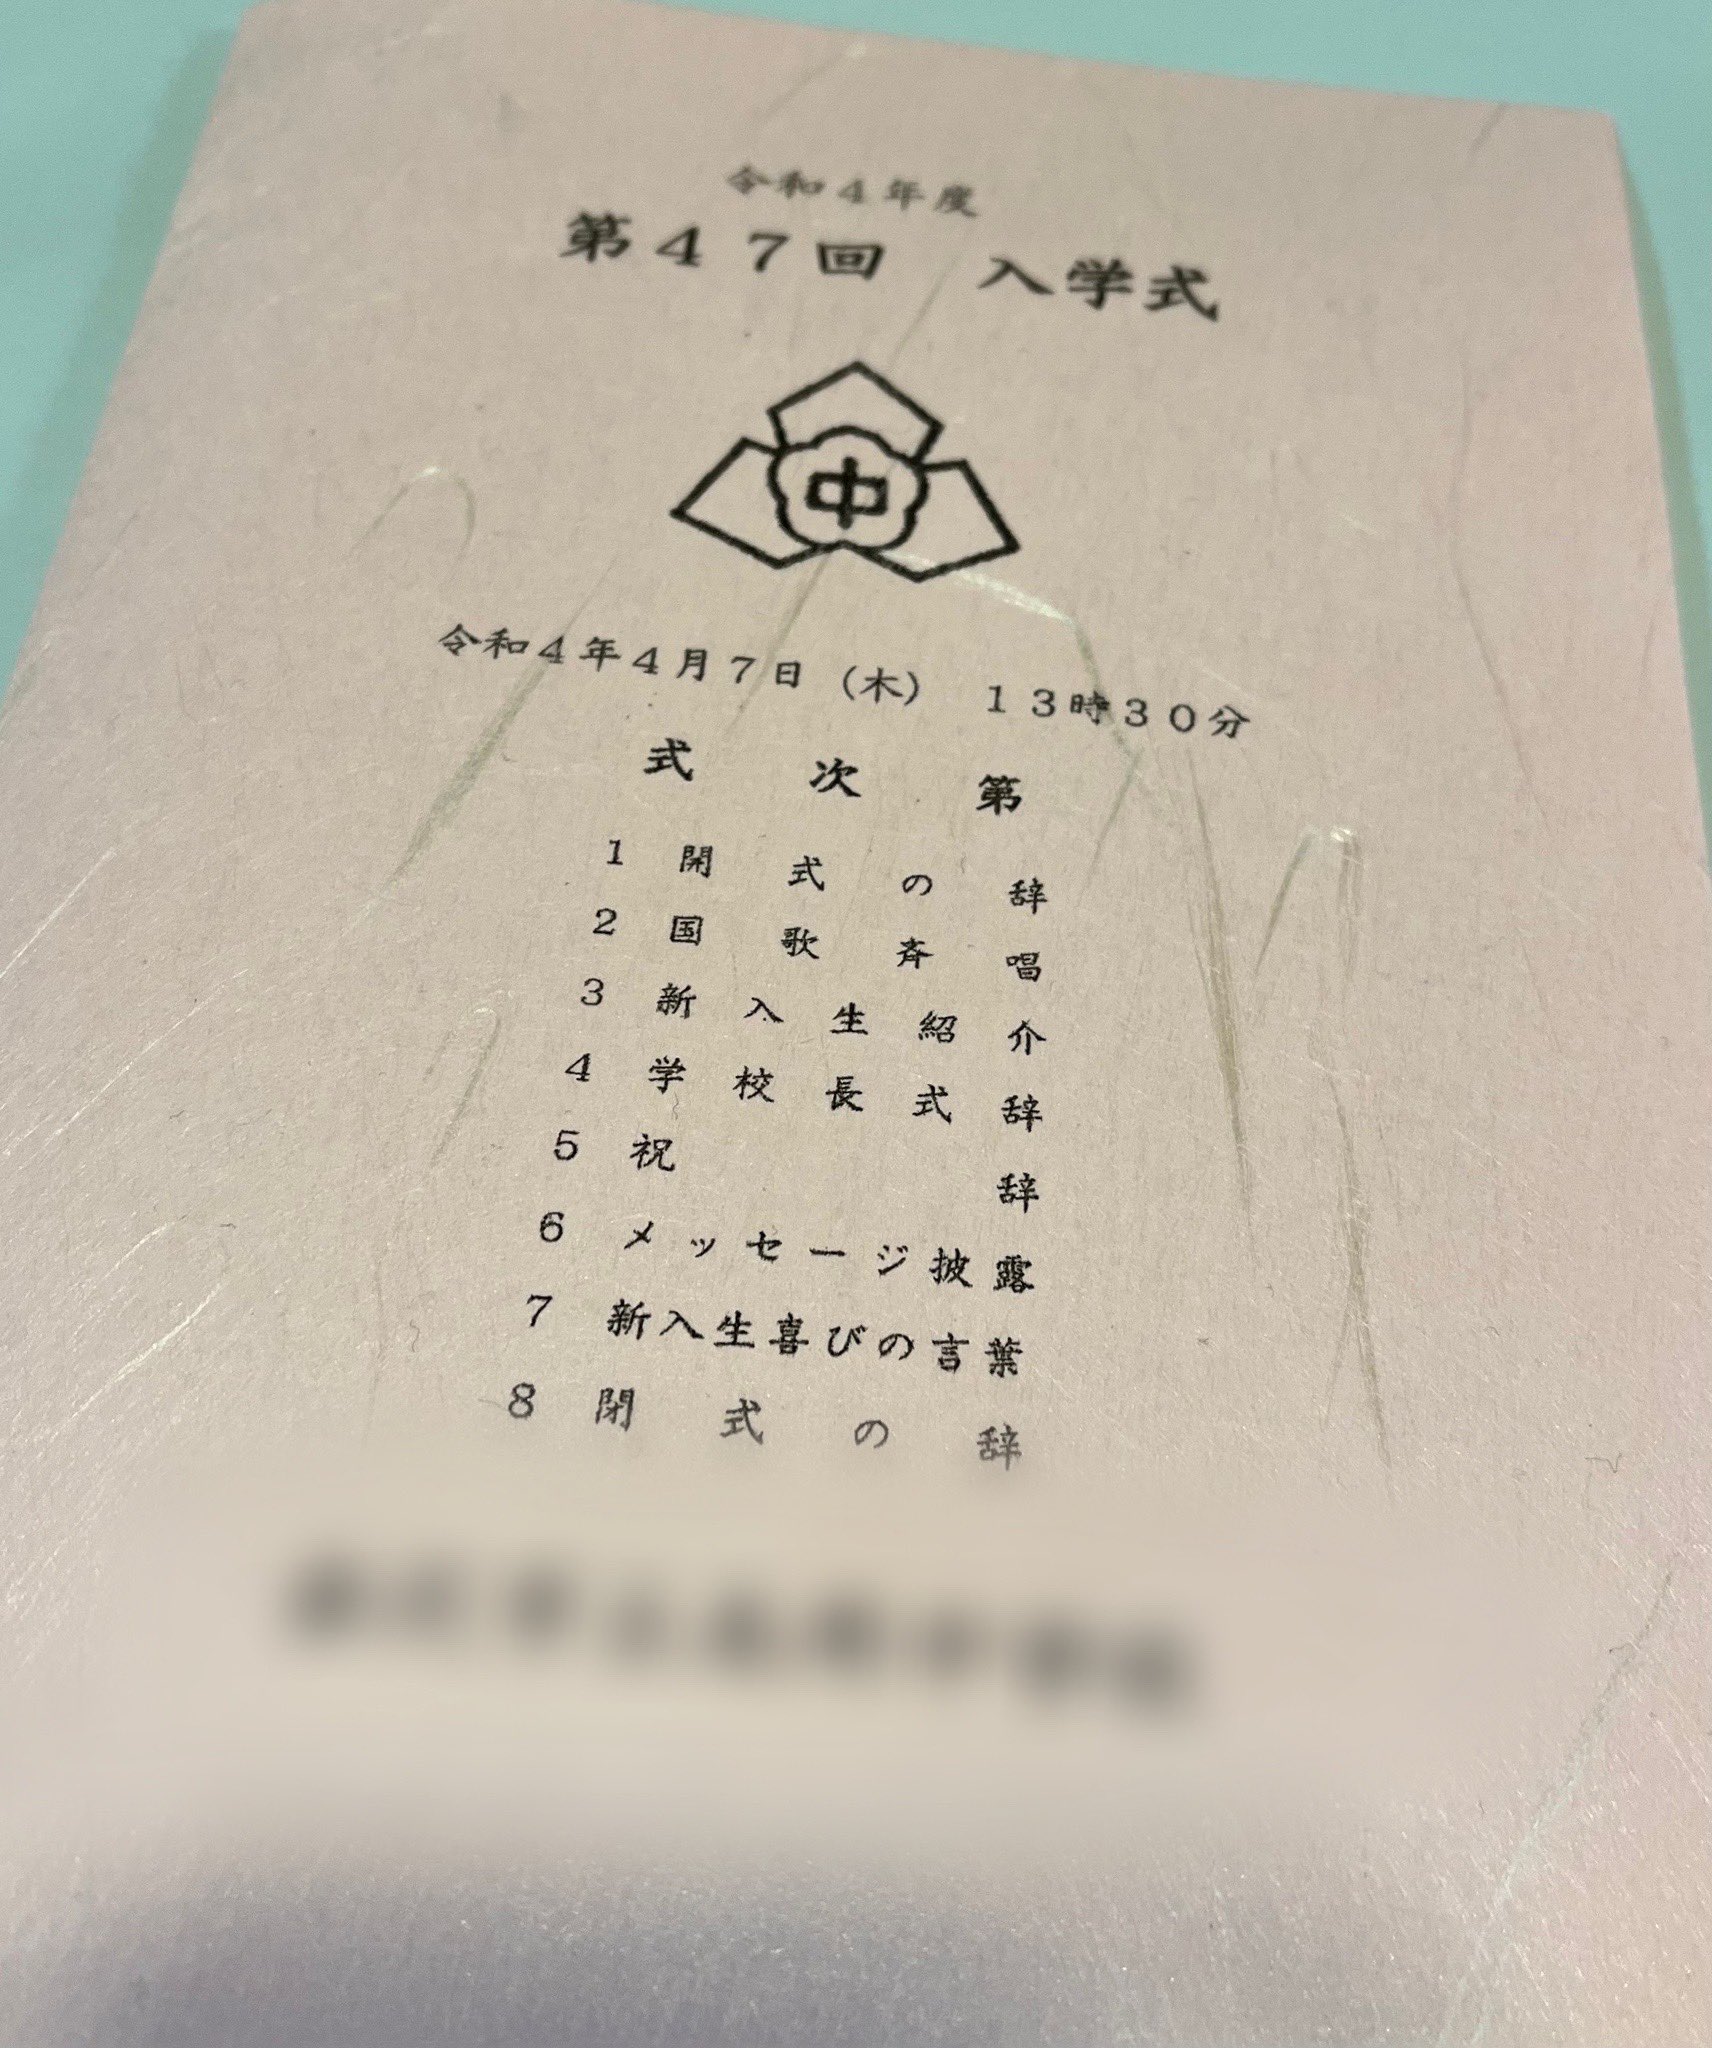 令和４年度
第４７回　入学式
中
令和４年４月７日（木）　１３時３０分
式　次　第
１　開式の辞
２　国歌斉唱
３　新入生紹介
４　学校長式辞
５　祝　辞
６　メッセージ披露
７　新入生喜びの言葉
８　閉式の辞